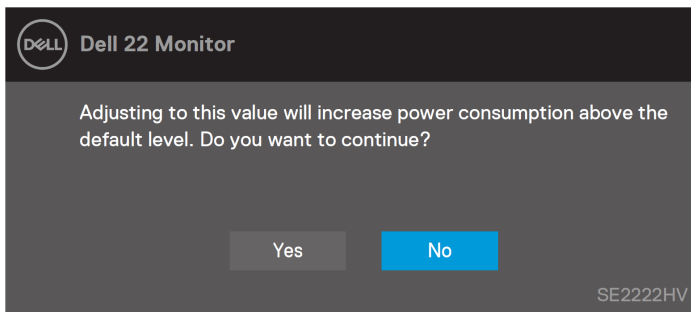 DELL Dell 22 Monitor
Adjusting to this value will increase power consumption above the
default level. Do you want to continue?
Yes No
SE2222HV